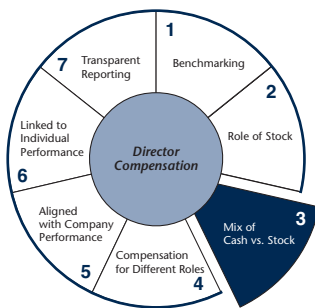 1
Benchmarking
2
Role of Stock
3
Mix of
Cash vs. Stock
4
Compensation
for Different Roles
5
Aligned
with Company
Performance
6
Linked to
Individual
Performance
7
Transparent
Reporting
Director
Compensation